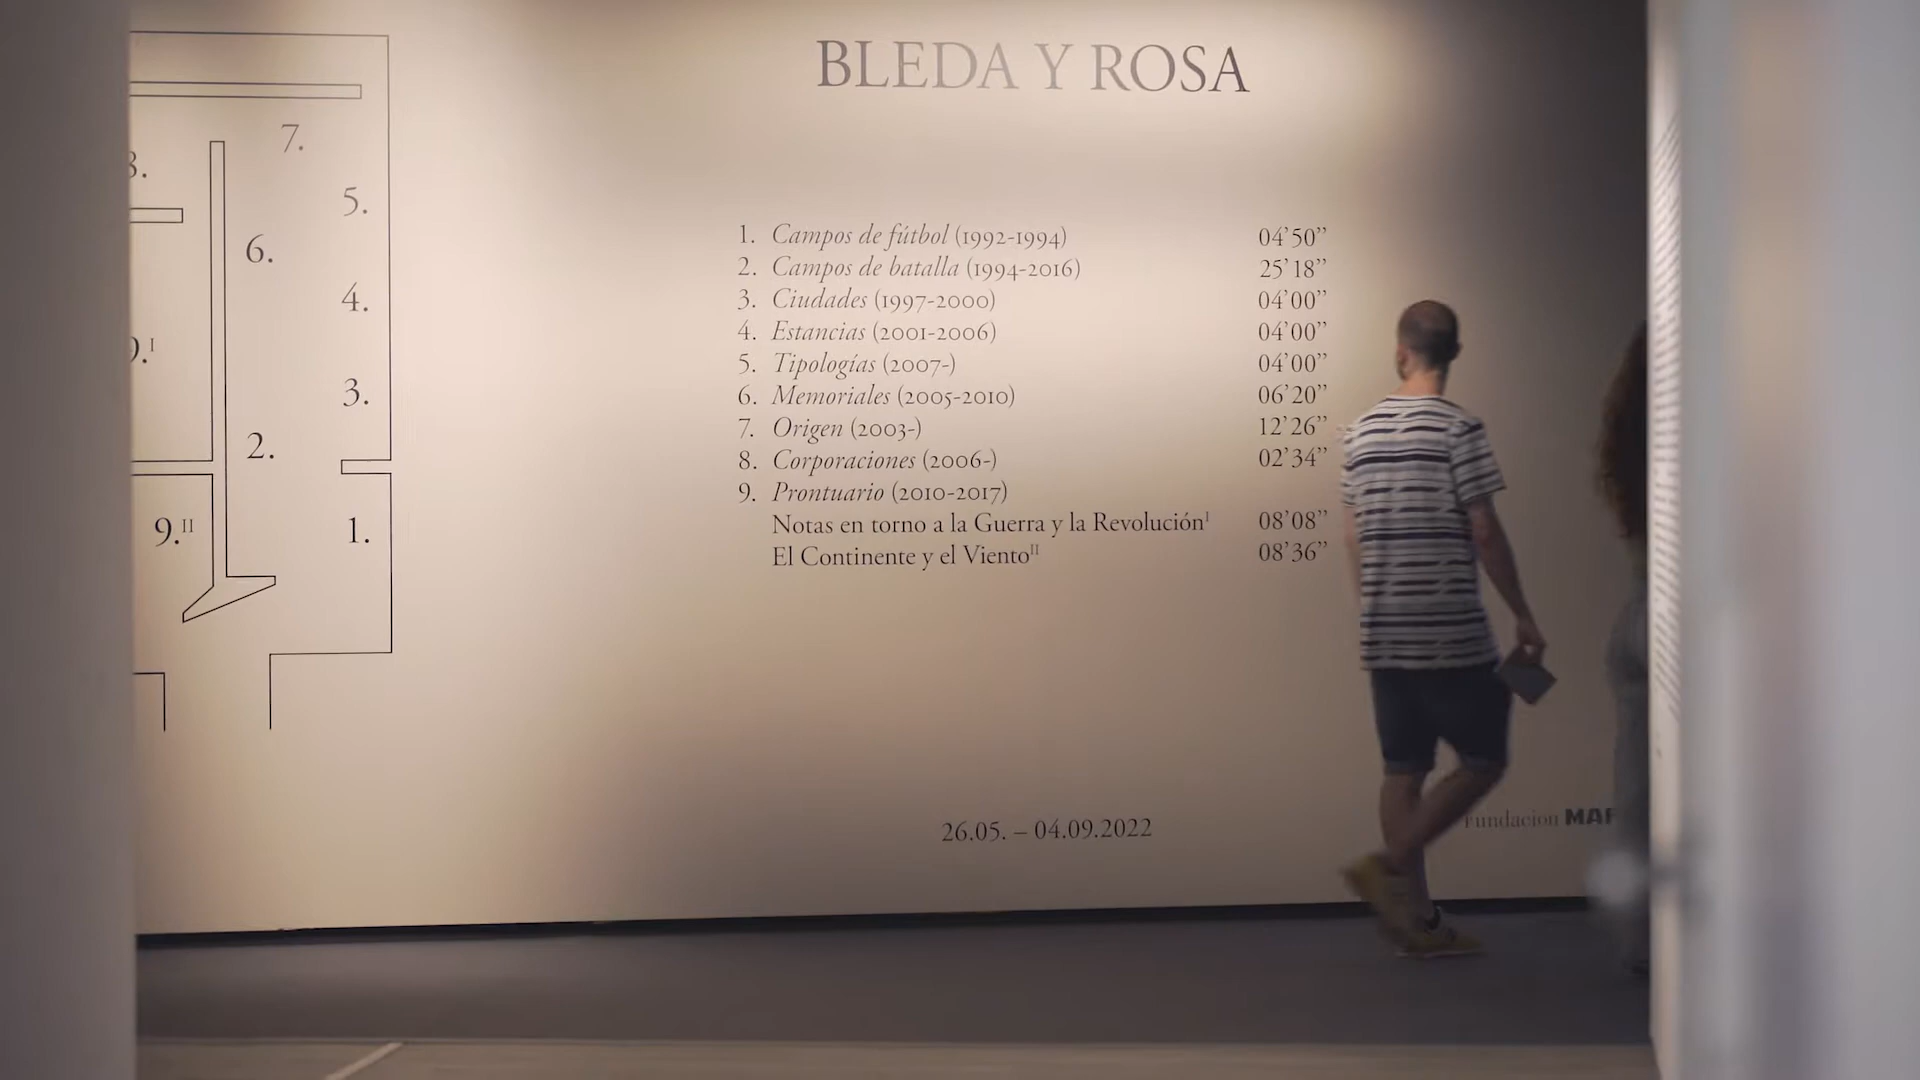 BLEDA Y ROSA
7.
5.
6.
4.
3.
2.
9.II
1.
1. Campos de fútbol (1992-1994) 04’50”
2. Campos de batalla (1994-2016) 25’18”
3. Ciudades (1997-2000) 04’00”
4. Estancias (2001-2006) 04’00”
5. Tipologías (2007-) 04’00”
6. Memoriales (2005-2010) 06’20”
7. Origen (2003-) 12’26”
8. Corporaciones (2006-) 02’34”
9. Prontuario (2010-2017)
Notas en torno a la Guerra y la RevoluciónI 08’08”
El Continente y el VientoII 08’36”
26.05. – 04.09.2022